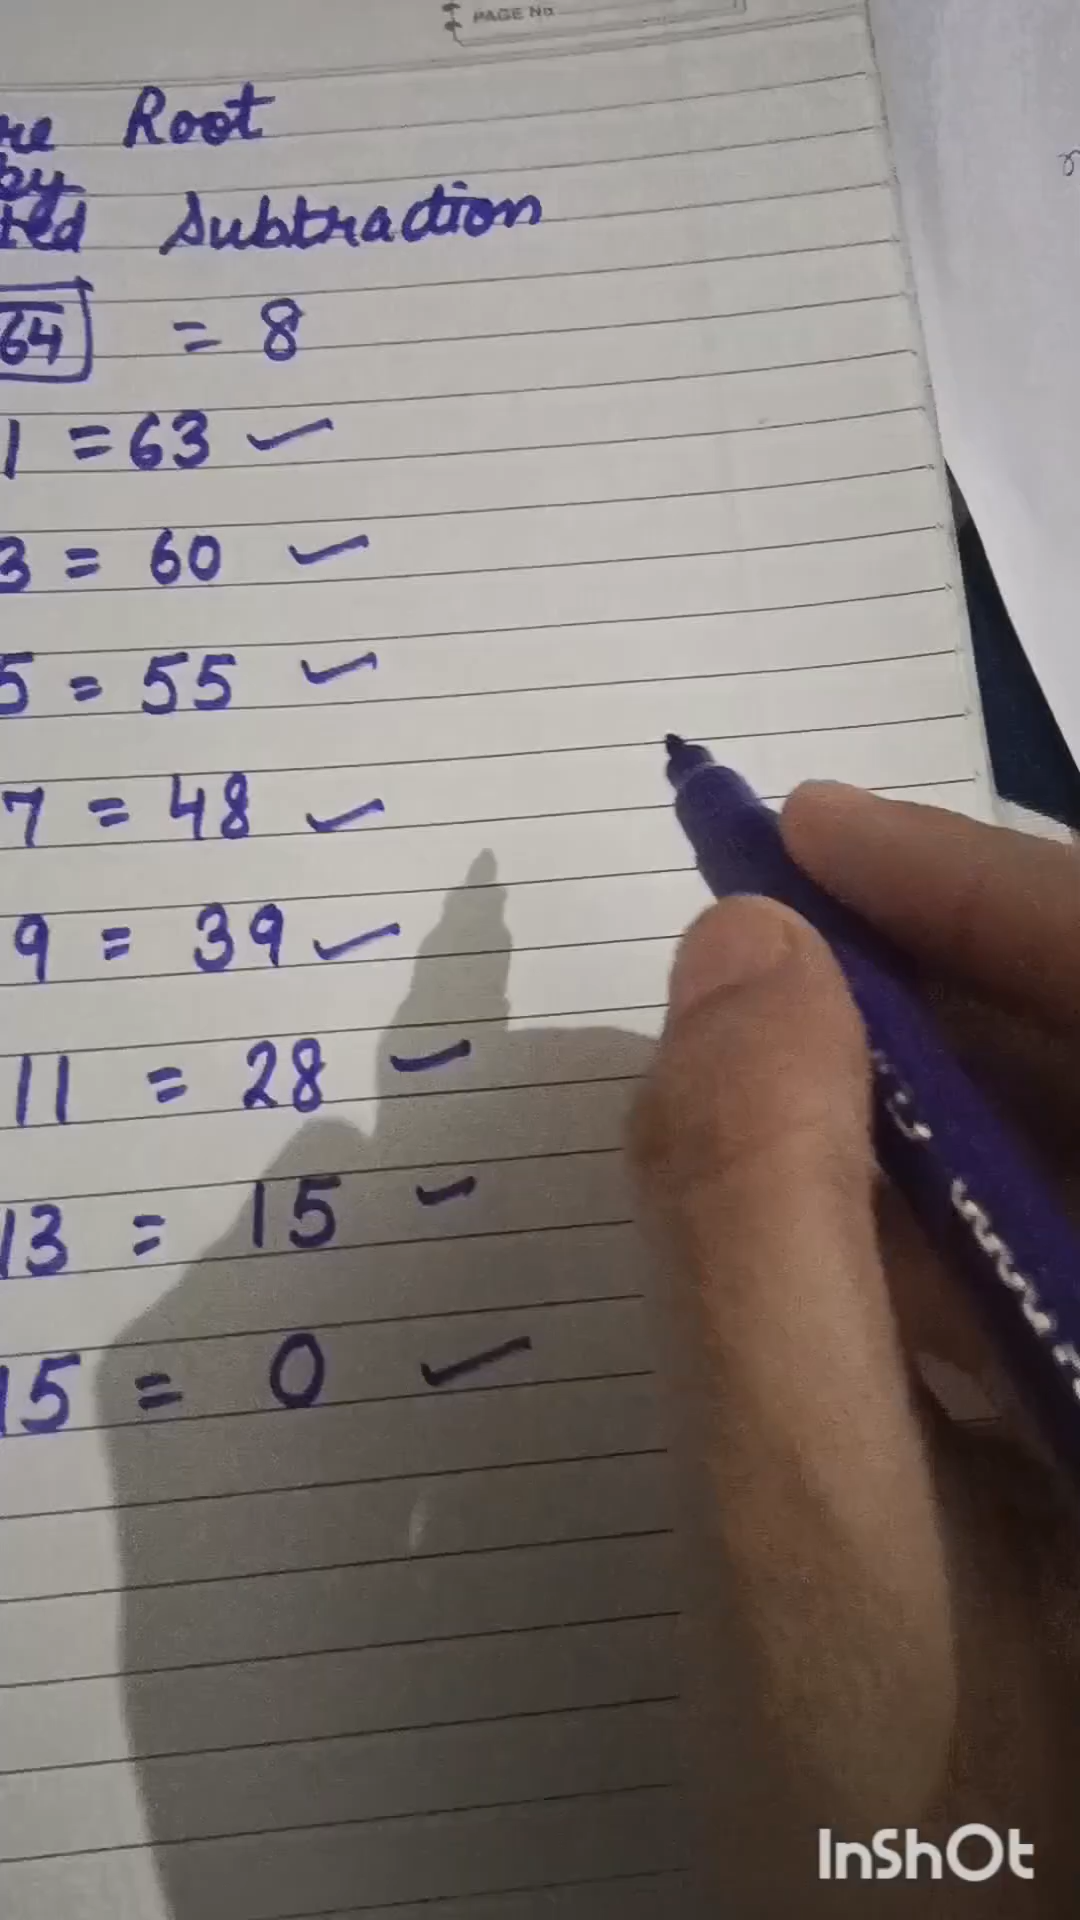 PAGE No
Root
by
Subtraction
64 = 8
1 = 63 ✓
3 = 60 ✓
5 = 55 ✓
7 = 48 ✓
9 = 39 ✓
11 = 28 ✓
13 = 15 ✓
15 = 0 ✓
InShOt